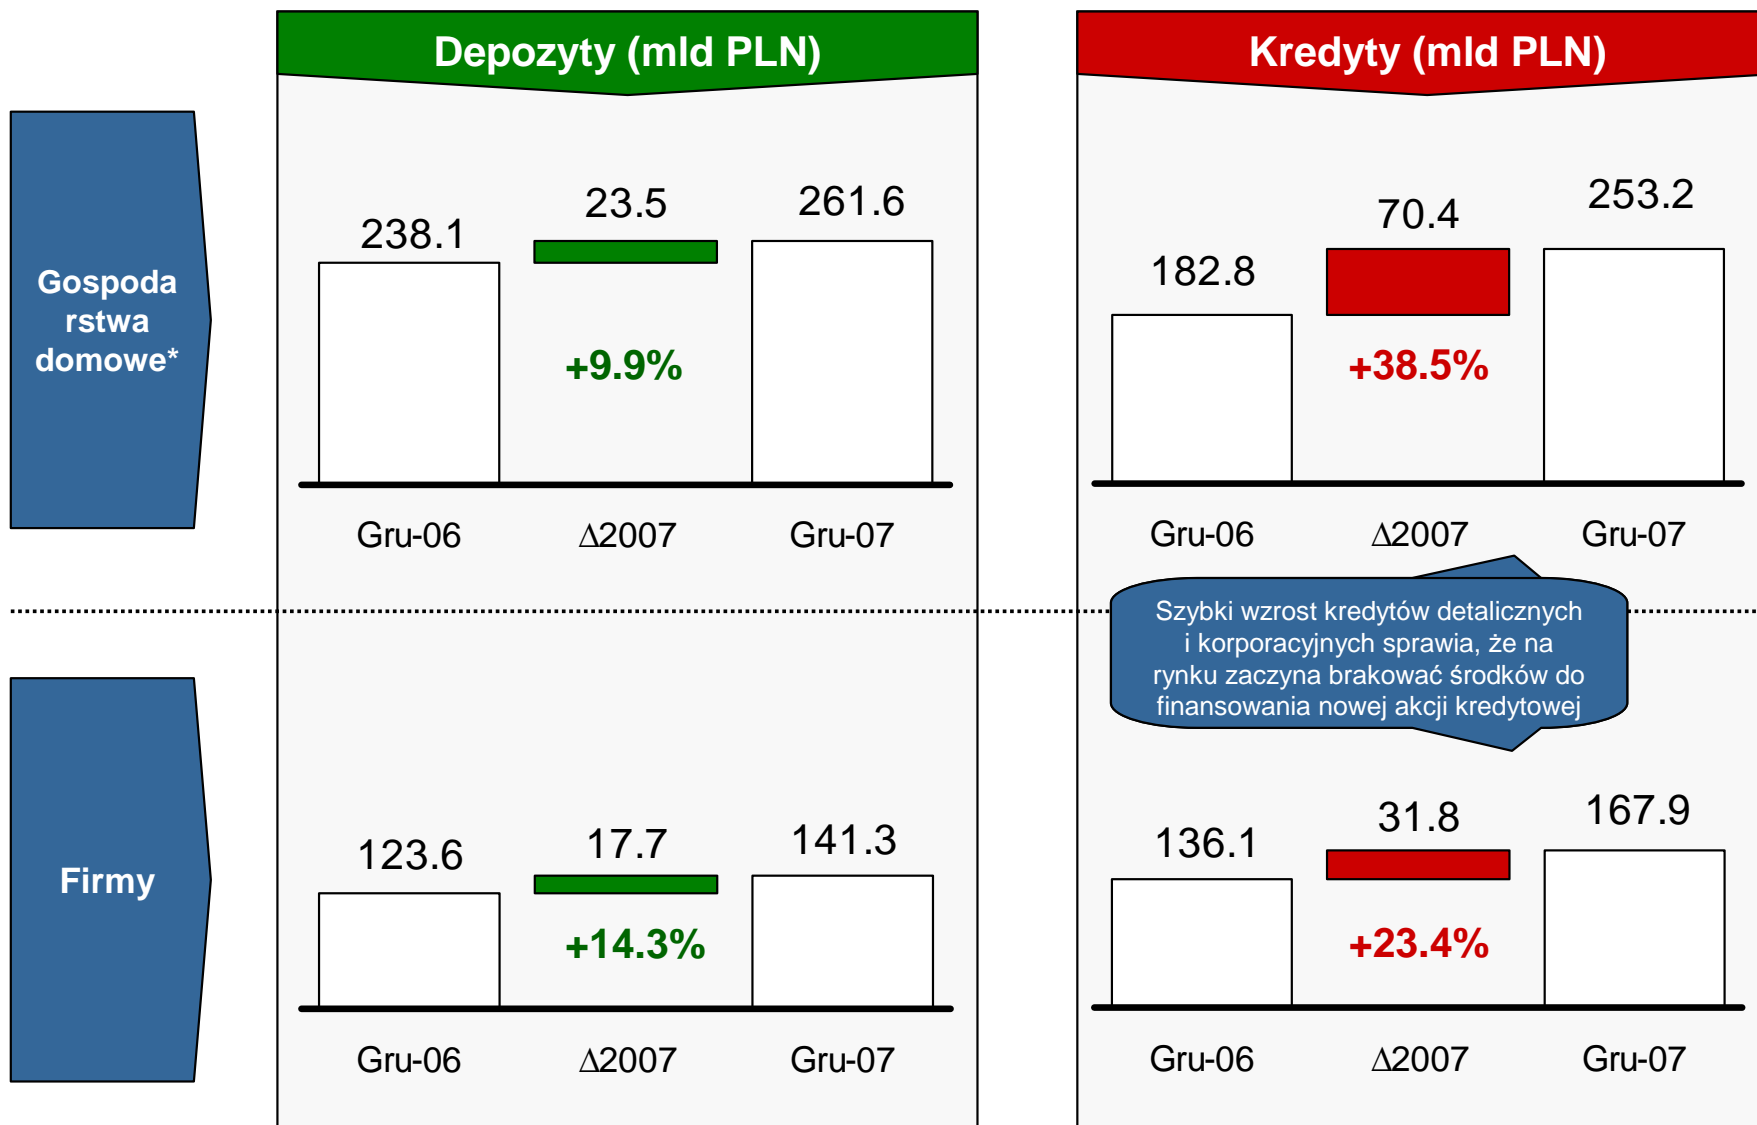 Depozyty (mld PLN)
Kredyty (mld PLN)
Gospoda
rstwa
domowe*
238.1
23.5
261.6
+9.9%
Gru-06
∆2007
Gru-07
182.8
70.4
253.2
+38.5%
Gru-06
∆2007
Gru-07
Szybki wzrost kredytów detalicznych
i korporacyjnych sprawia, że na
rynku zaczyna brakować środków do
finansowania nowej akcji kredytowej
Firmy
123.6
17.7
141.3
+14.3%
Gru-06
∆2007
Gru-07
136.1
31.8
167.9
+23.4%
Gru-06
∆2007
Gru-07